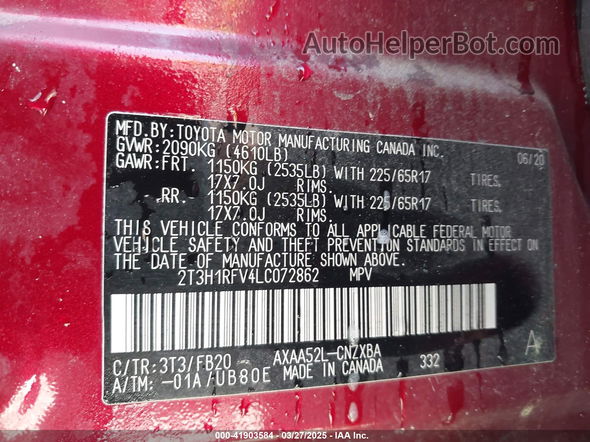 AutoHelperBot.com
MFD.BY: TOYOTA MOTOR MANUFACTURING CANADA INC.
GVWR: 2090KG (4610LB) 06/20
GAWR: FRT. 1150KG (2535LB) WITH 225/65R17 TIRES,
17X7.0J RIMS.
RR. 1150KG (2535LB) WITH 225/65R17 TIRES,
17X7.0J RIMS.
THIS VEHICLE CONFORMS TO ALL APPLICABLE FEDERAL MOTOR
VEHICLE SAFETY AND THEFT PREVENTION STANDARDS IN EFFECT ON
THE DATE OF MANUFACTURE SHOWN ABOVE.
2T3H1RFV4LC072862 MPV
C/TR: 3T3/FB20 AXAA52L-CNZXBA 332 A
A/TM: -01A/UB80E MADE IN CANADA
000-41903584 - 03/27/2025 - IAA Inc.